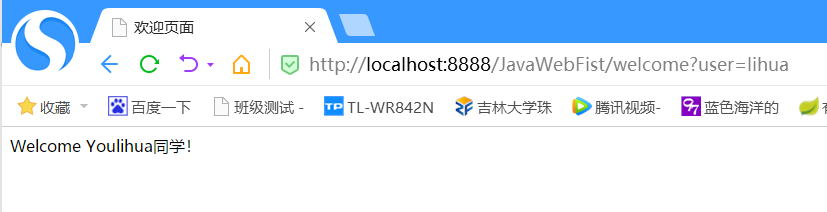 欢迎页面
http://localhost:8888/JavaWebFist/welcome?user=lihua
收藏 百度一下 班级测试 - TP TL-WR842N 吉林大学珠 腾讯视频- 蓝色海洋的
Welcome Youlihua同学!